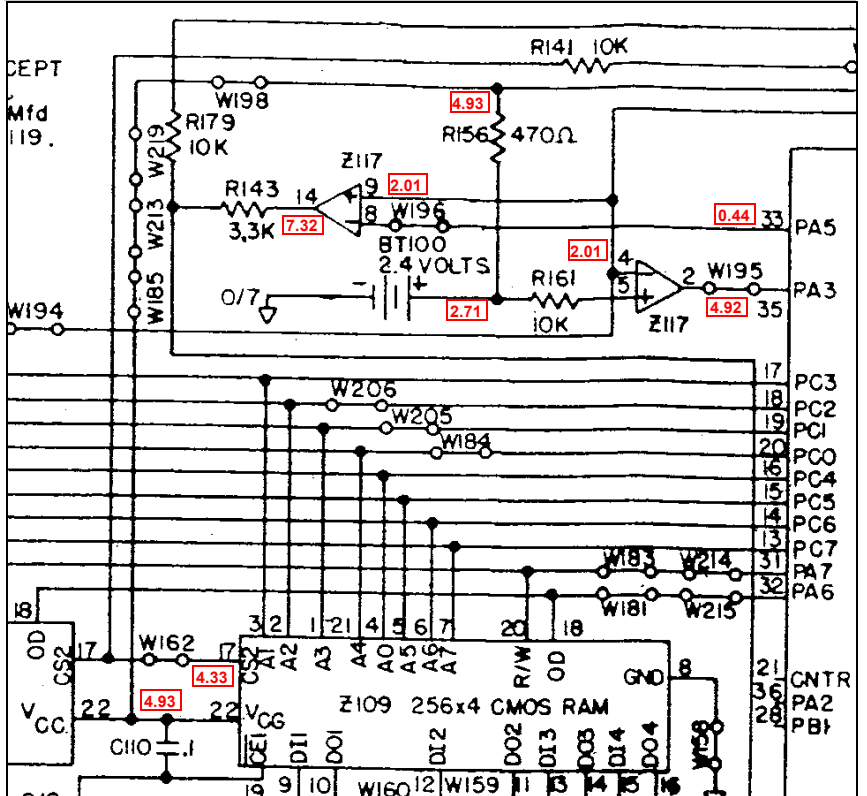 R141 10K
CEPT
Mfd
119.
W198
4.93
R179
10K
W219
R156 470Ω
Z117
R143
14
9
2.01
3.3K
7.32
8
W196
0.44
33
PA5
W213
BT100
2.4 VOLTS
2.01
4
W185
0/7
-
+
2.71
R161
10K
5
2
W195
PA3
4.92
35
Z117
W194
17
PC3
W206
18
PC2
W205
19
PC1
W184
20
PC0
16
PC4
15
PC5
14
PC6
13
PC7
W183
W214
31
PA7
32
PA6
W181
W215
18
OD
17
CS2
W162
17
4.33
3 2 1 21 4 5 6 7 20 18
CS2
A1 A2 A3 A4 A0 A5 A6 A7 R/W OD
GND
8
21
CNTR
36
PA2
28
PB1
4.93
VCC
22
22
VCG
Z109 256x4 CMOS RAM
W158
C110
.1
CE1 DI1 DO1 DI2 DO2 DI3 DO3 DI4 DO4
19 9 10 W160 12 W159 11 13 14 15 16